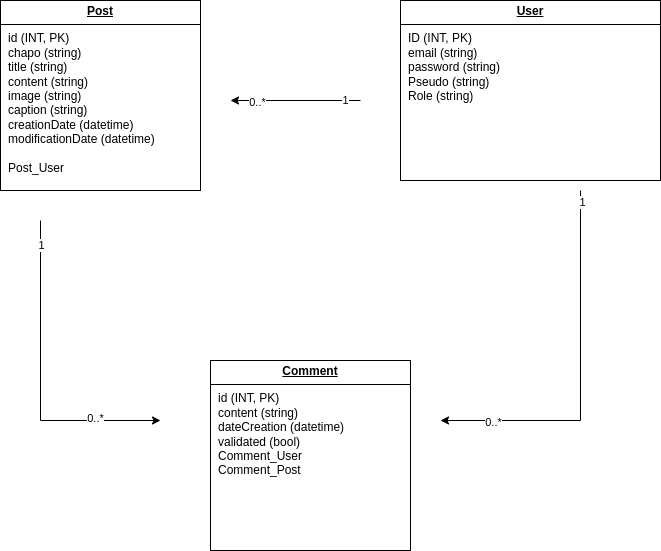 Post
id (INT, PK)
chapo (string)
title (string)
content (string)
image (string)
caption (string)
creationDate (datetime)
modificationDate (datetime)
Post_User
User
ID (INT, PK)
email (string)
password (string)
Pseudo (string)
Role (string)
0..*
1
1
1
0..*
0..*
Comment
id (INT, PK)
content (string)
dateCreation (datetime)
validated (bool)
Comment_User
Comment_Post